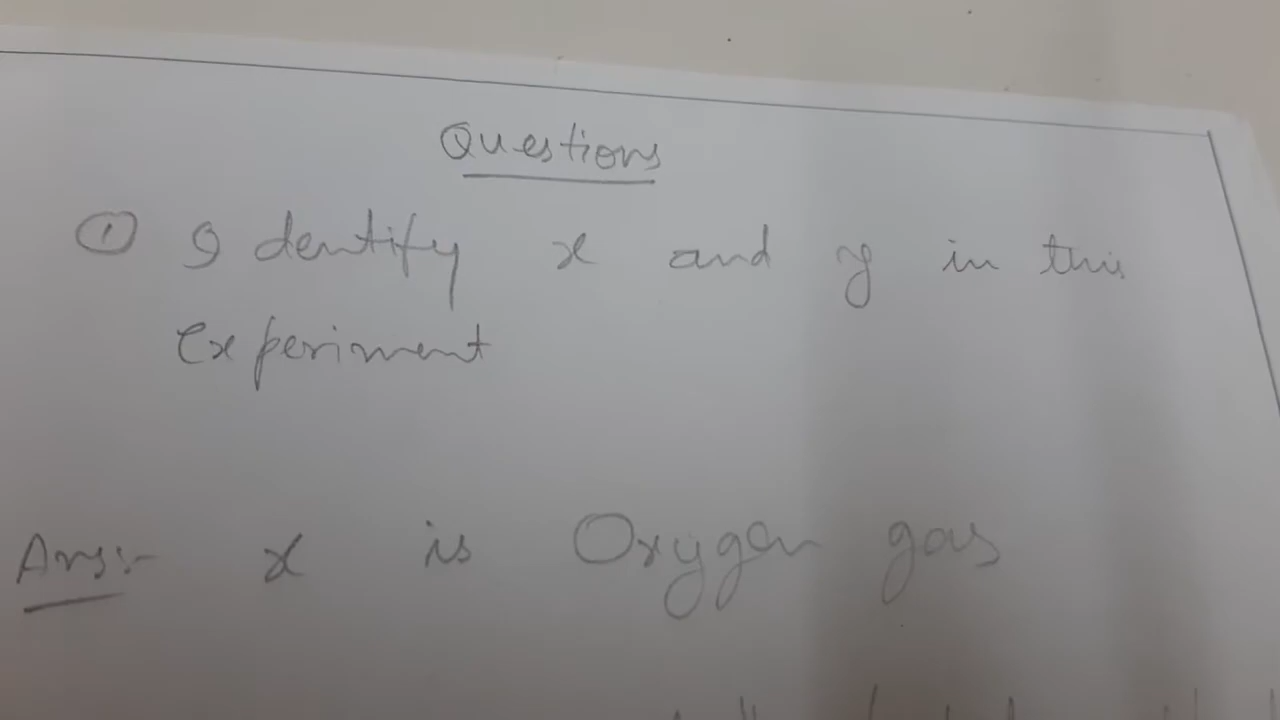 Questions
① Identify x and y in this
Experiment
Ans:- x is Oxygen gas